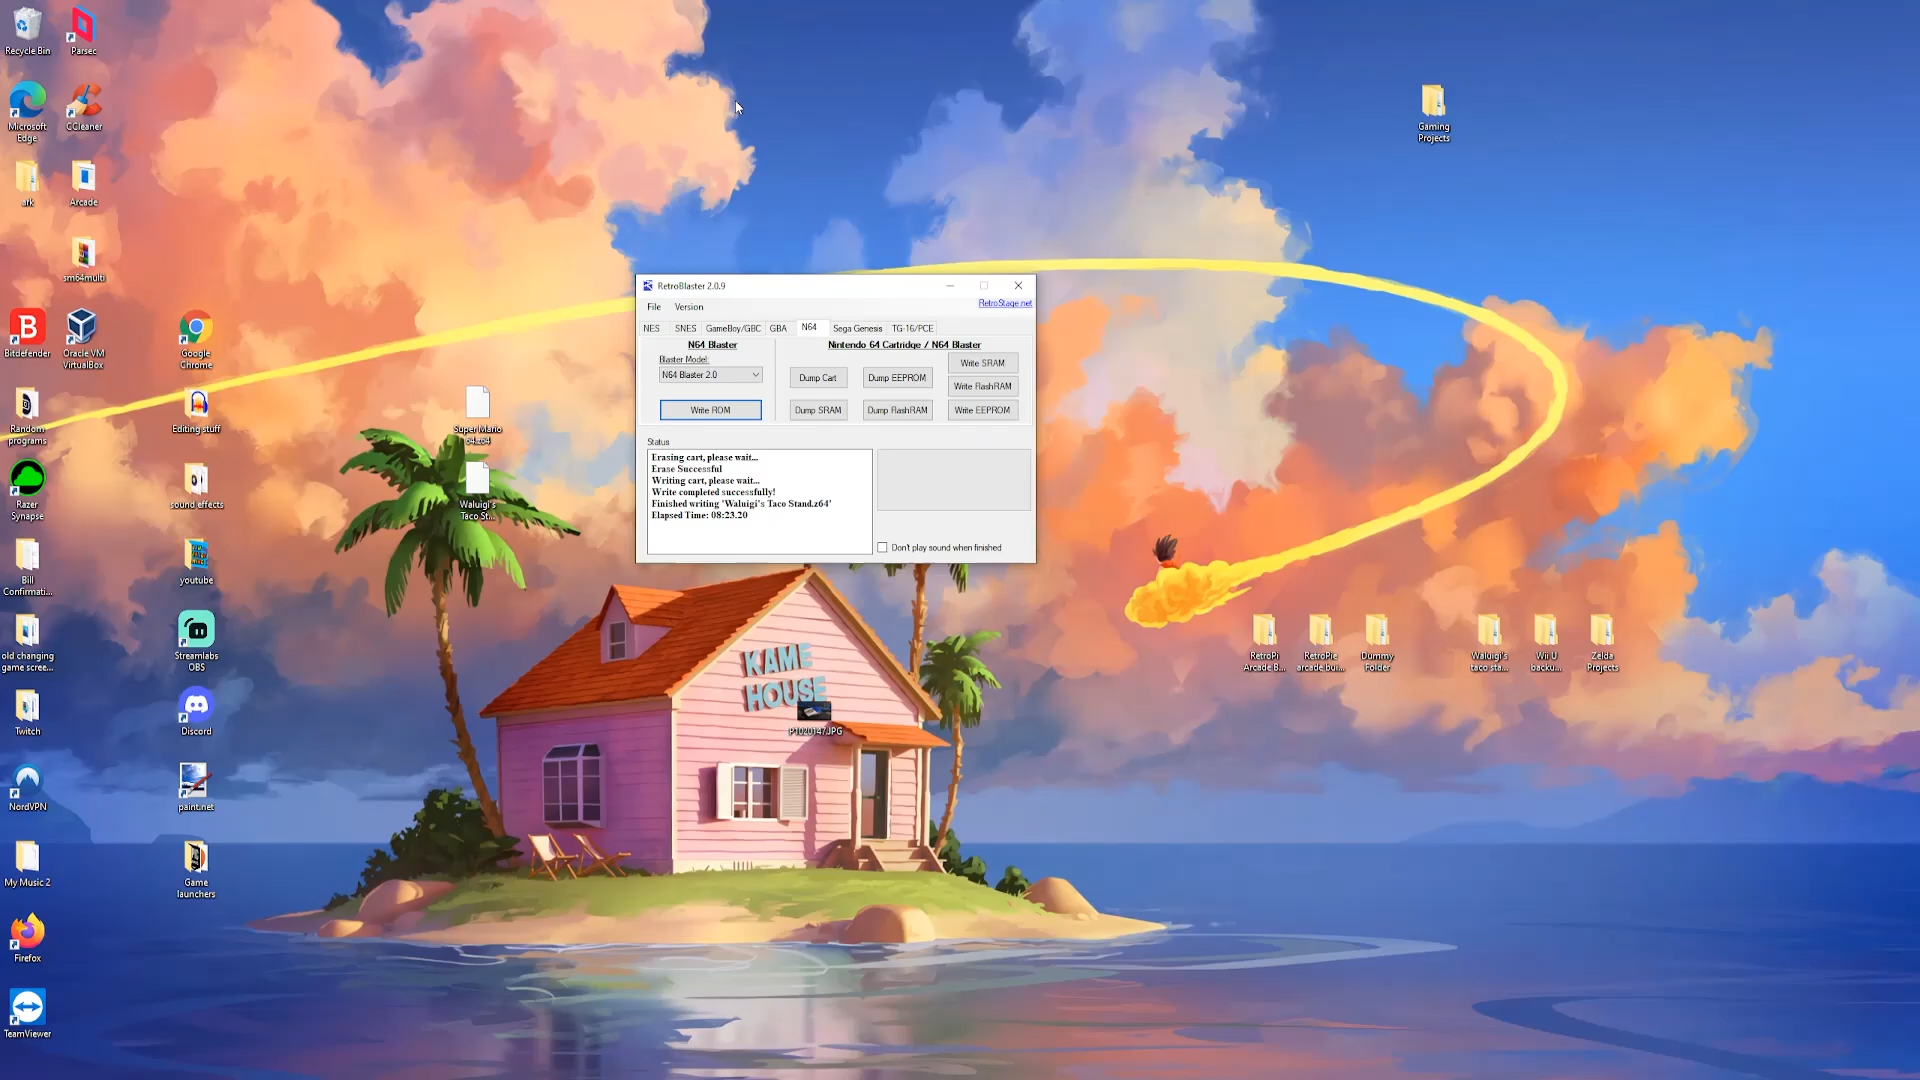 Recycle Bin
Parsec
Microsoft
Edge
CCleaner
ark
Arcade
sm64multi
Bitdefender
Oracle VM
VirtualBox
Random
programs
Razer
Synapse
Bill
Confirmati...
old changing
game scree...
Twitch
NordVPN
My Music 2
Firefox
TeamViewer
Google
Chrome
Editing stuff
sound effects
youtube
Streamlabs
OBS
Discord
paint.net
Game
launchers
Super Mario
64.z64
Waluigi's
Taco St...
Gaming
Projects
RetroBlaster 2.0.9
File Version
RetroStage.net
NES SNES GameBoy/GBC GBA N64 Sega Genesis TG-16/PCE
N64 Blaster
Blaster Model:
N64 Blaster 2.0
Write ROM
Nintendo 64 Cartridge / N64 Blaster
Dump Cart Dump EEPROM Write SRAM
Write FlashRAM
Dump SRAM Dump FlashRAM Write EEPROM
Status
Erasing cart, please wait...
Erase Successful
Writing cart, please wait...
Write completed successfully!
Finished writing 'Waluigi's Taco Stand.z64'
Elapsed Time: 08:23.20
Don't play sound when finished
KAME
HOUSE
P1020147.JPG
RetroPi
Arcade B...
RetroPie
arcade bui...
Dummy
Folder
Waluigi's
taco sta...
Wii U
backu...
Zelda
Projects